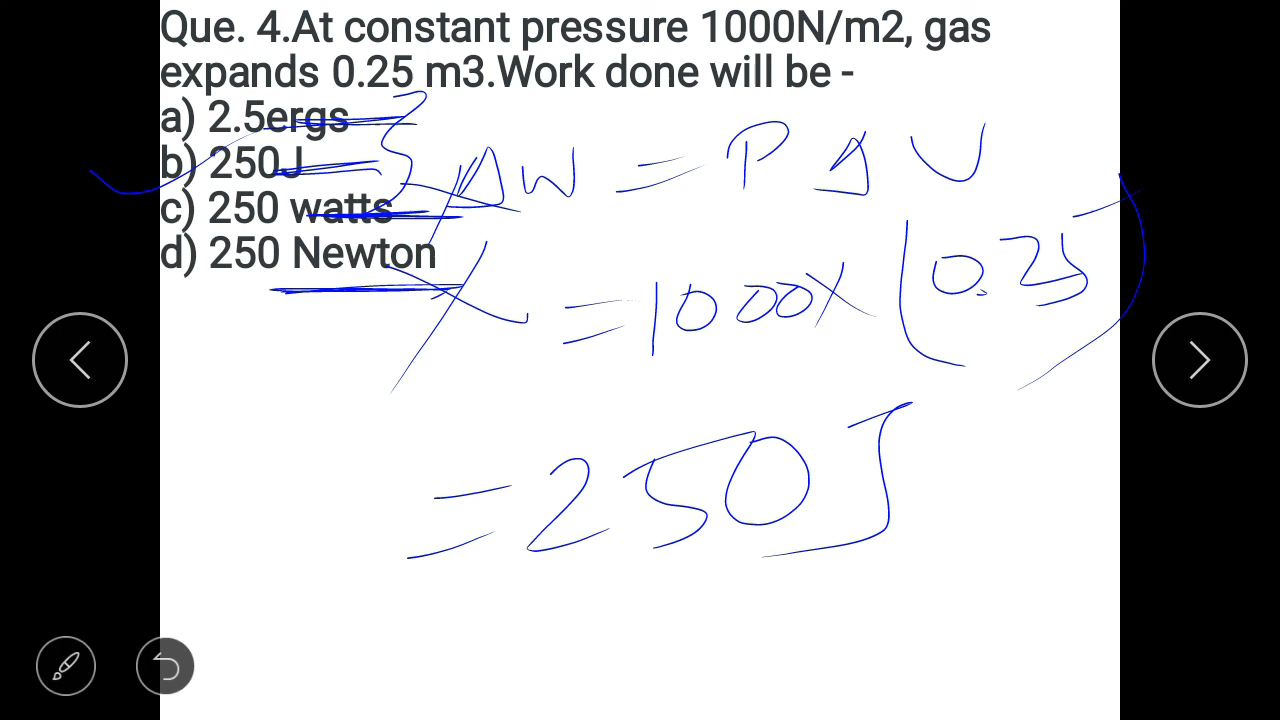 Que. 4.At constant pressure 1000N/m2, gas
expands 0.25 m3.Work done will be -
a) 2.5ergs
b) 250J
c) 250 watts
d) 250 Newton
ΔW = PΔV
= 1000 X (0.25)
= 250J